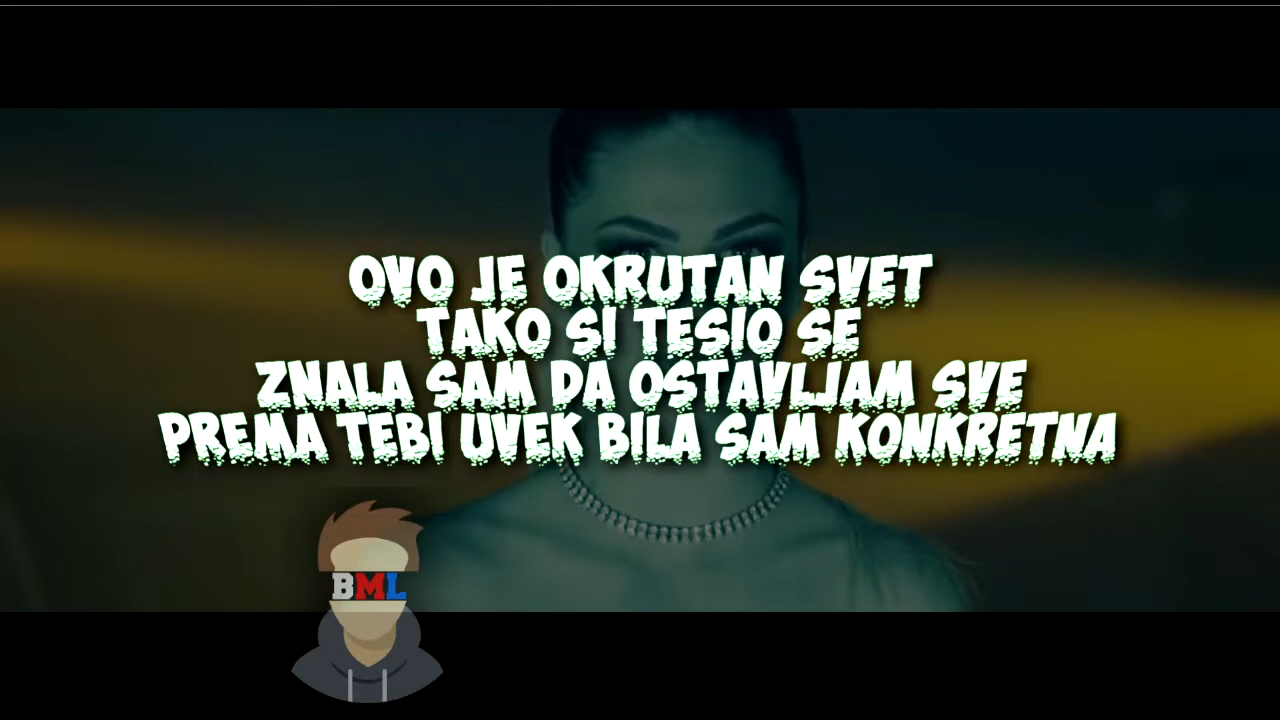 OVO JE OKRUTAN SVET
TAKO SI TESIO SE
ZNALA SAM DA OSTAVLJAM SVE
PREMA TEBI UVEK BILA SAM KONKRETNA
BML